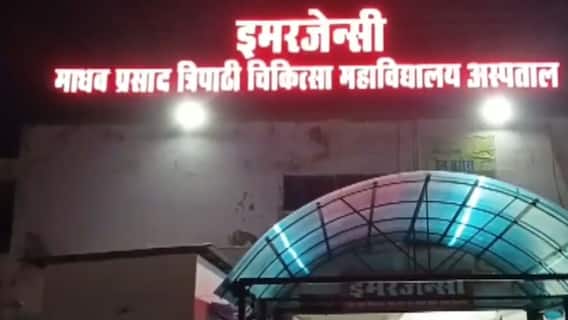 इमरजेन्सी
माधव प्रसाद त्रिपाठी चिकित्सा महाविद्यालय अस्पताल
इमरजेन्सी